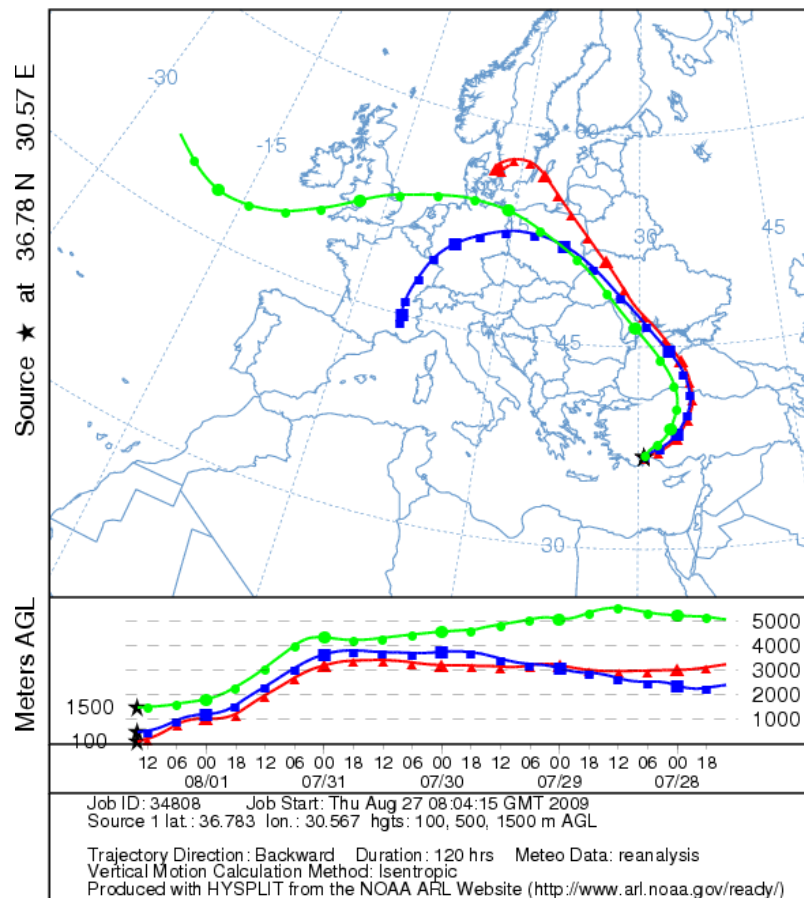 Source ★ at 36.78 N 30.57 E
-30
-15
60
45
15
30
45
30
Meters AGL
5000
4000
3000
2000
1000
1500
100
12 06 00 18 12 06 00 18 12 06 00 18 12 06 00 18 12 06 00 18
08/01 07/31 07/30 07/29 07/28
Job ID: 34808 Job Start: Thu Aug 27 08:04:15 GMT 2009
Source 1 lat.: 36.783 lon.: 30.567 hgts: 100, 500, 1500 m AGL
Trajectory Direction: Backward Duration: 120 hrs Meteo Data: reanalysis
Vertical Motion Calculation Method: Isentropic
Produced with HYSPLIT from the NOAA ARL Website (http://www.arl.noaa.gov/ready/)